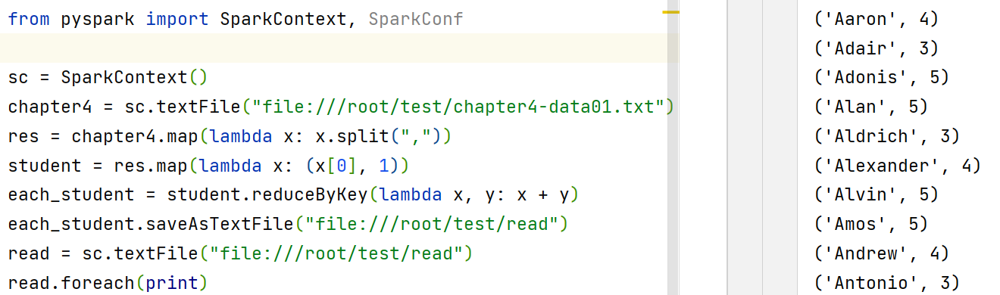 from pyspark import SparkContext, SparkConf
sc = SparkContext()
chapter4 = sc.textFile("file:///root/test/chapter4-data01.txt")
res = chapter4.map(lambda x: x.split(","))
student = res.map(lambda x: (x[0], 1))
each_student = student.reduceByKey(lambda x, y: x + y)
each_student.saveAsTextFile("file:///root/test/read")
read = sc.textFile("file:///root/test/read")
read.foreach(print)
('Aaron', 4)
('Adair', 3)
('Adonis', 5)
('Alan', 5)
('Aldrich', 3)
('Alexander', 4)
('Alvin', 5)
('Amos', 5)
('Andrew', 4)
('Antonio', 3)